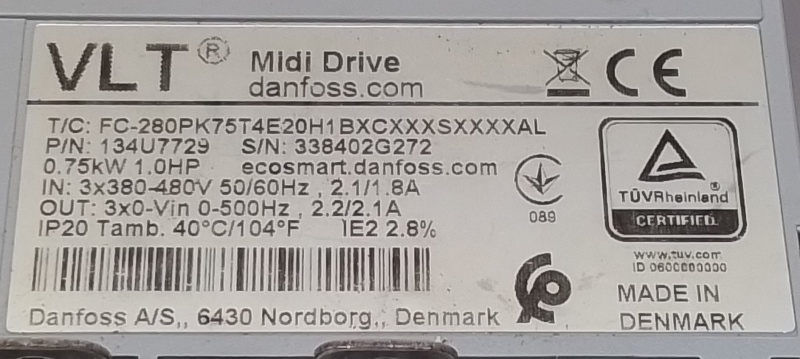 VLT® Midi Drive
danfoss.com
T/C: FC-280PK75T4E20H1BXCXXXSXXXXAL
P/N: 134U7729 S/N: 338402G272
0.75kW 1.0HP ecosmart.danfoss.com
IN: 3x380-480V 50/60Hz , 2.1/1.8A
OUT: 3x0-Vin 0-500Hz , 2.2/2.1A
IP20 Tamb. 40°C/104°F IE2 2.8%
CE
089
TÜVRheinland®
CERTIFIED
www.tuv.com
ID 0600000000
MADE IN
DENMARK
Danfoss A/S,, 6430 Nordborg,, Denmark